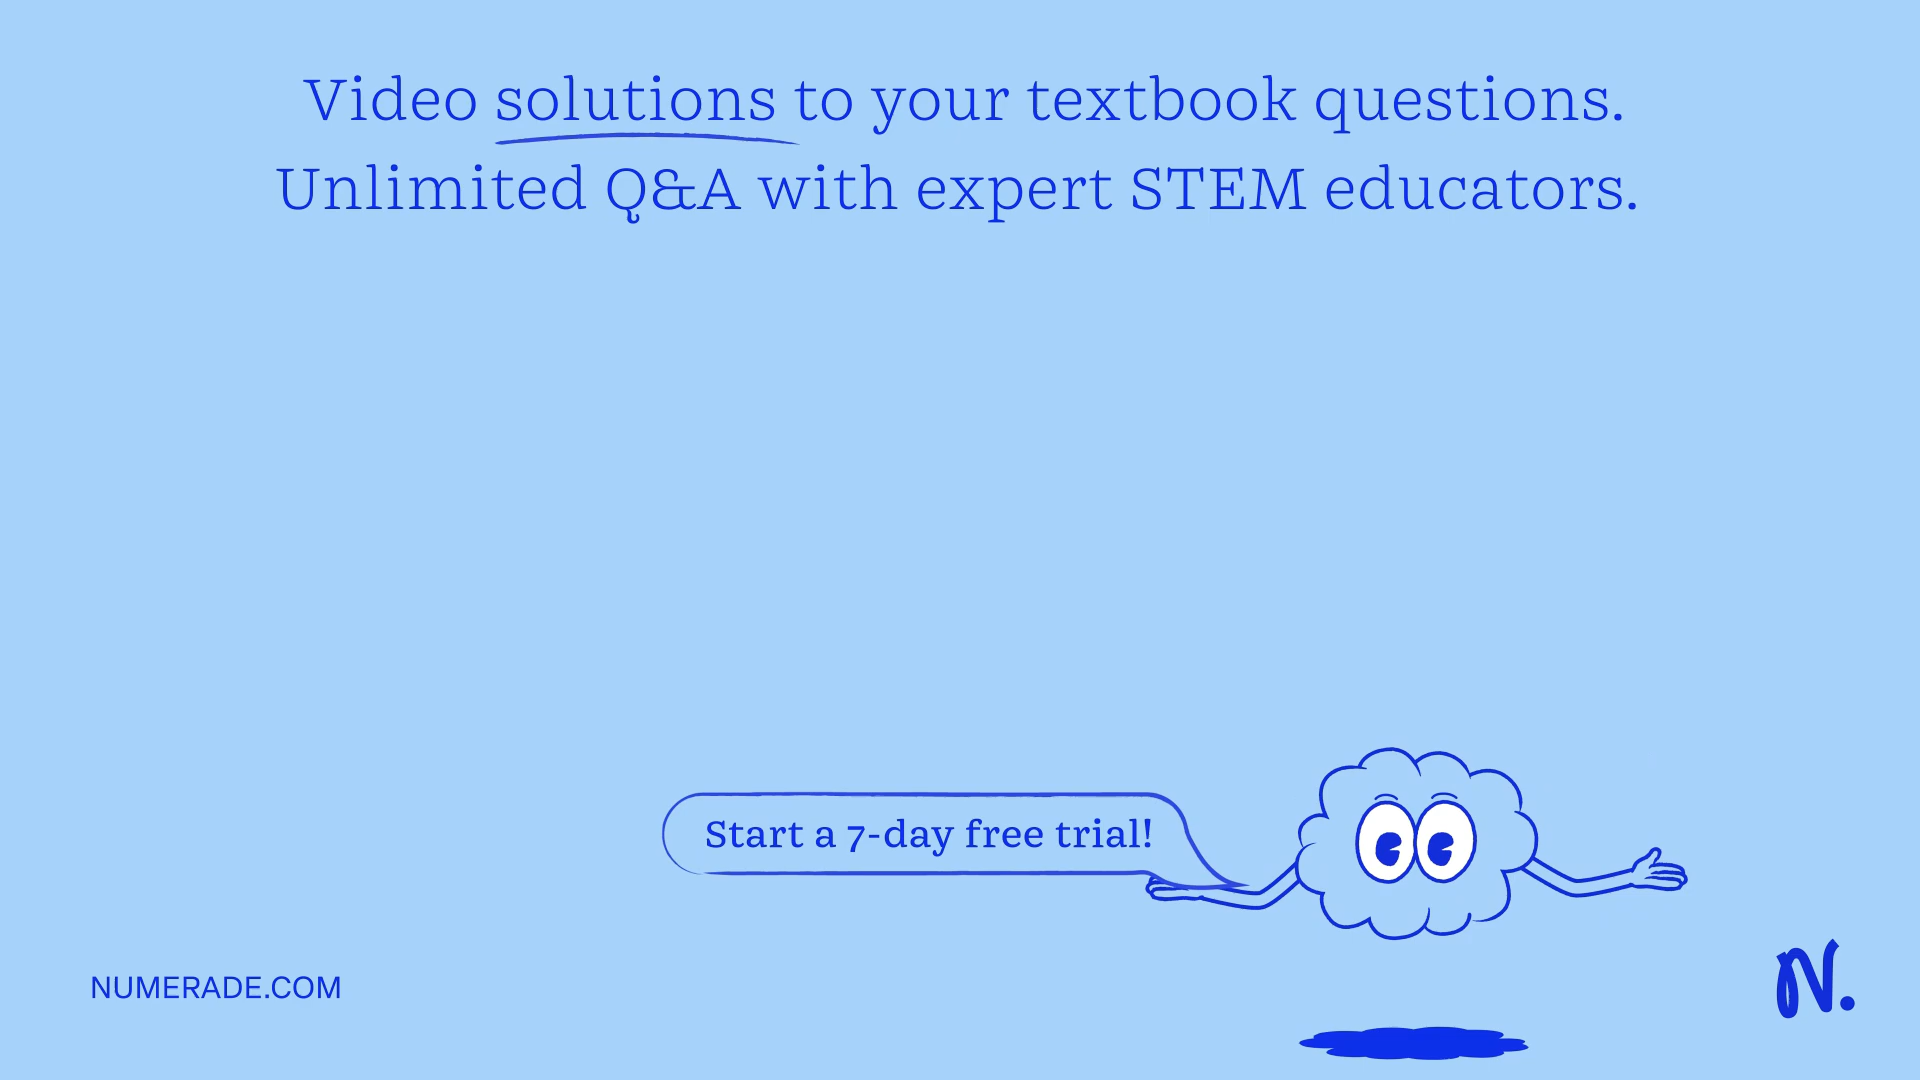 Video solutions to your textbook questions.
Unlimited Q&A with expert STEM educators.
Start a 7-day free trial!
NUMERADE.COM
N.